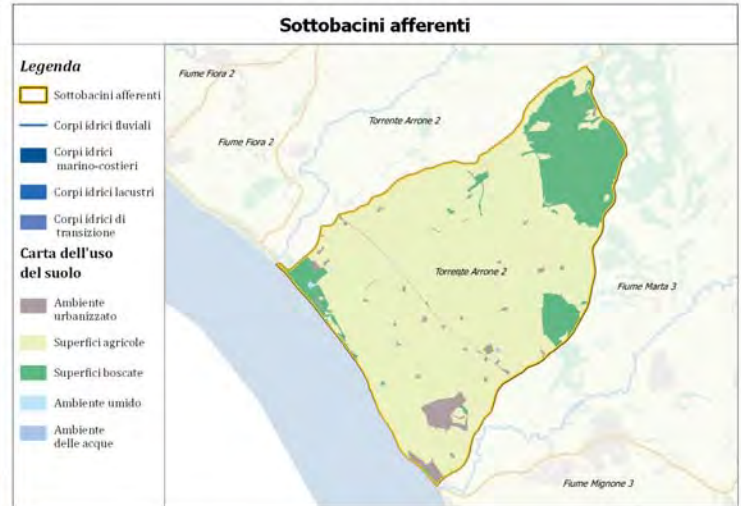 Sottobacini afferenti
Legenda
Sottobacini afferenti
Corpi idrici fluviali
Corpi idrici
marino-costieri
Corpi idrici lacustri
Corpi idrici di
transizione
Carta dell'uso
del suolo
Ambiente
urbanizzato
Superfici agricole
Superfici boscate
Ambiente umido
Ambiente
delle acque
Fiume Fiora 2
Torrente Arrone 2
Fiume Fiora 2
Torrente Arrone 2
Fiume Marta 3
Fiume Mignone 3